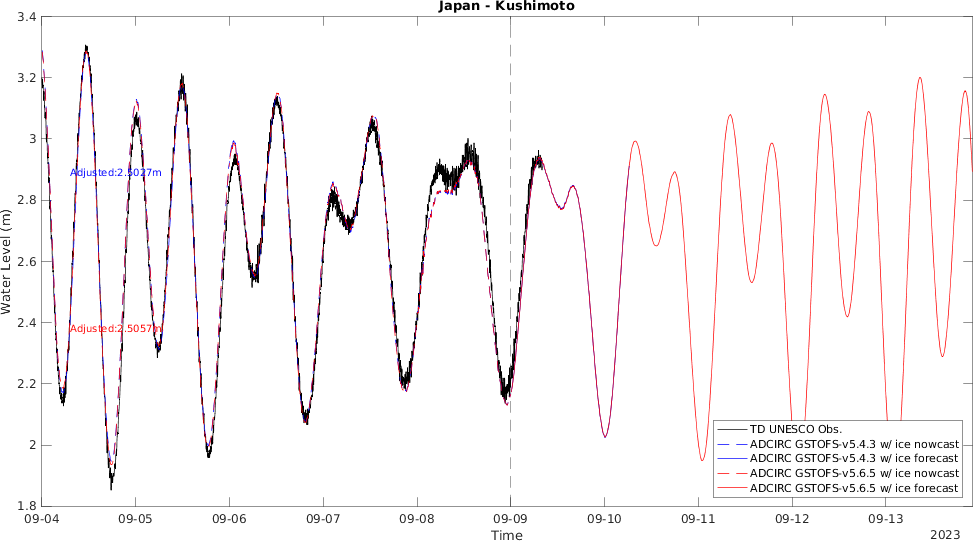 Japan - Kushimoto
3.4
3.2
3
2.8
2.6
2.4
2.2
2
1.8
Water Level (m)
Adjusted:2.5027m
Adjusted:2.5057m
TD UNESCO Obs.
ADCIRC GSTOFS-v5.4.3 w/ ice nowcast
ADCIRC GSTOFS-v5.4.3 w/ ice forecast
ADCIRC GSTOFS-v5.6.5 w/ ice nowcast
ADCIRC GSTOFS-v5.6.5 w/ ice forecast
09-04 09-05 09-06 09-07 09-08 09-09 09-10 09-11 09-12 09-13
Time
2023